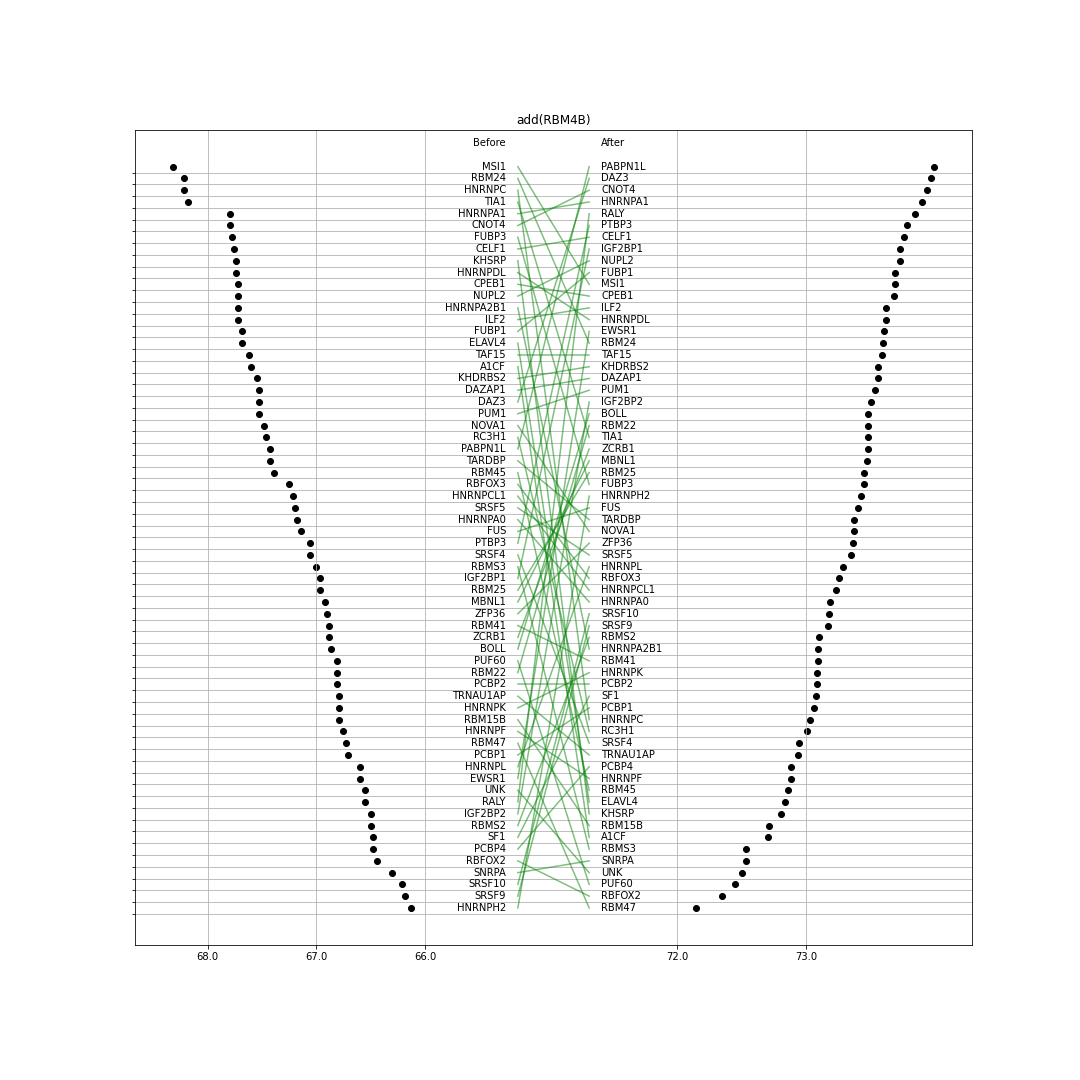 add(RBM4B)
Before After
MSI1 PABPN1L
RBM24 DAZ3
HNRNPC CNOT4
TIA1 HNRNPA1
HNRNPA1 RALY
CNOT4 PTBP3
FUBP3 CELF1
CELF1 IGF2BP1
KHSRP NUPL2
HNRNPDL FUBP1
CPEB1 MSI1
NUPL2 CPEB1
HNRNPA2B1 ILF2
ILF2 HNRNPDL
FUBP1 EWSR1
ELAVL4 RBM24
TAF15 TAF15
A1CF KHDRBS2
KHDRBS2 DAZAP1
DAZAP1 PUM1
DAZ3 IGF2BP2
PUM1 BOLL
NOVA1 RBM22
RC3H1 TIA1
PABPN1L ZCRB1
TARDBP MBNL1
RBM45 RBM25
RBFOX3 FUBP3
HNRNPCL1 HNRNPH2
SRSF5 FUS
HNRNPA0 TARDBP
FUS NOVA1
PTBP3 ZFP36
SRSF4 SRSF5
RBMS3 HNRNPL
IGF2BP1 RBFOX3
RBM25 HNRNPCL1
MBNL1 HNRNPA0
ZFP36 SRSF10
RBM41 SRSF9
ZCRB1 RBMS2
BOLL HNRNPA2B1
PUF60 RBM41
RBM22 HNRNPK
PCBP2 PCBP2
TRNAU1AP SF1
HNRNPK PCBP1
RBM15B HNRNPC
HNRNPF RC3H1
RBM47 SRSF4
PCBP1 TRNAU1AP
HNRNPL PCBP4
EWSR1 HNRNPF
UNK RBM45
RALY ELAVL4
IGF2BP2 KHSRP
RBMS2 RBM15B
SF1 A1CF
PCBP4 RBMS3
RBFOX2 SNRPA
SNRPA UNK
SRSF10 PUF60
SRSF9 RBFOX2
HNRNPH2 RBM47
68.0 67.0 66.0 72.0 73.0